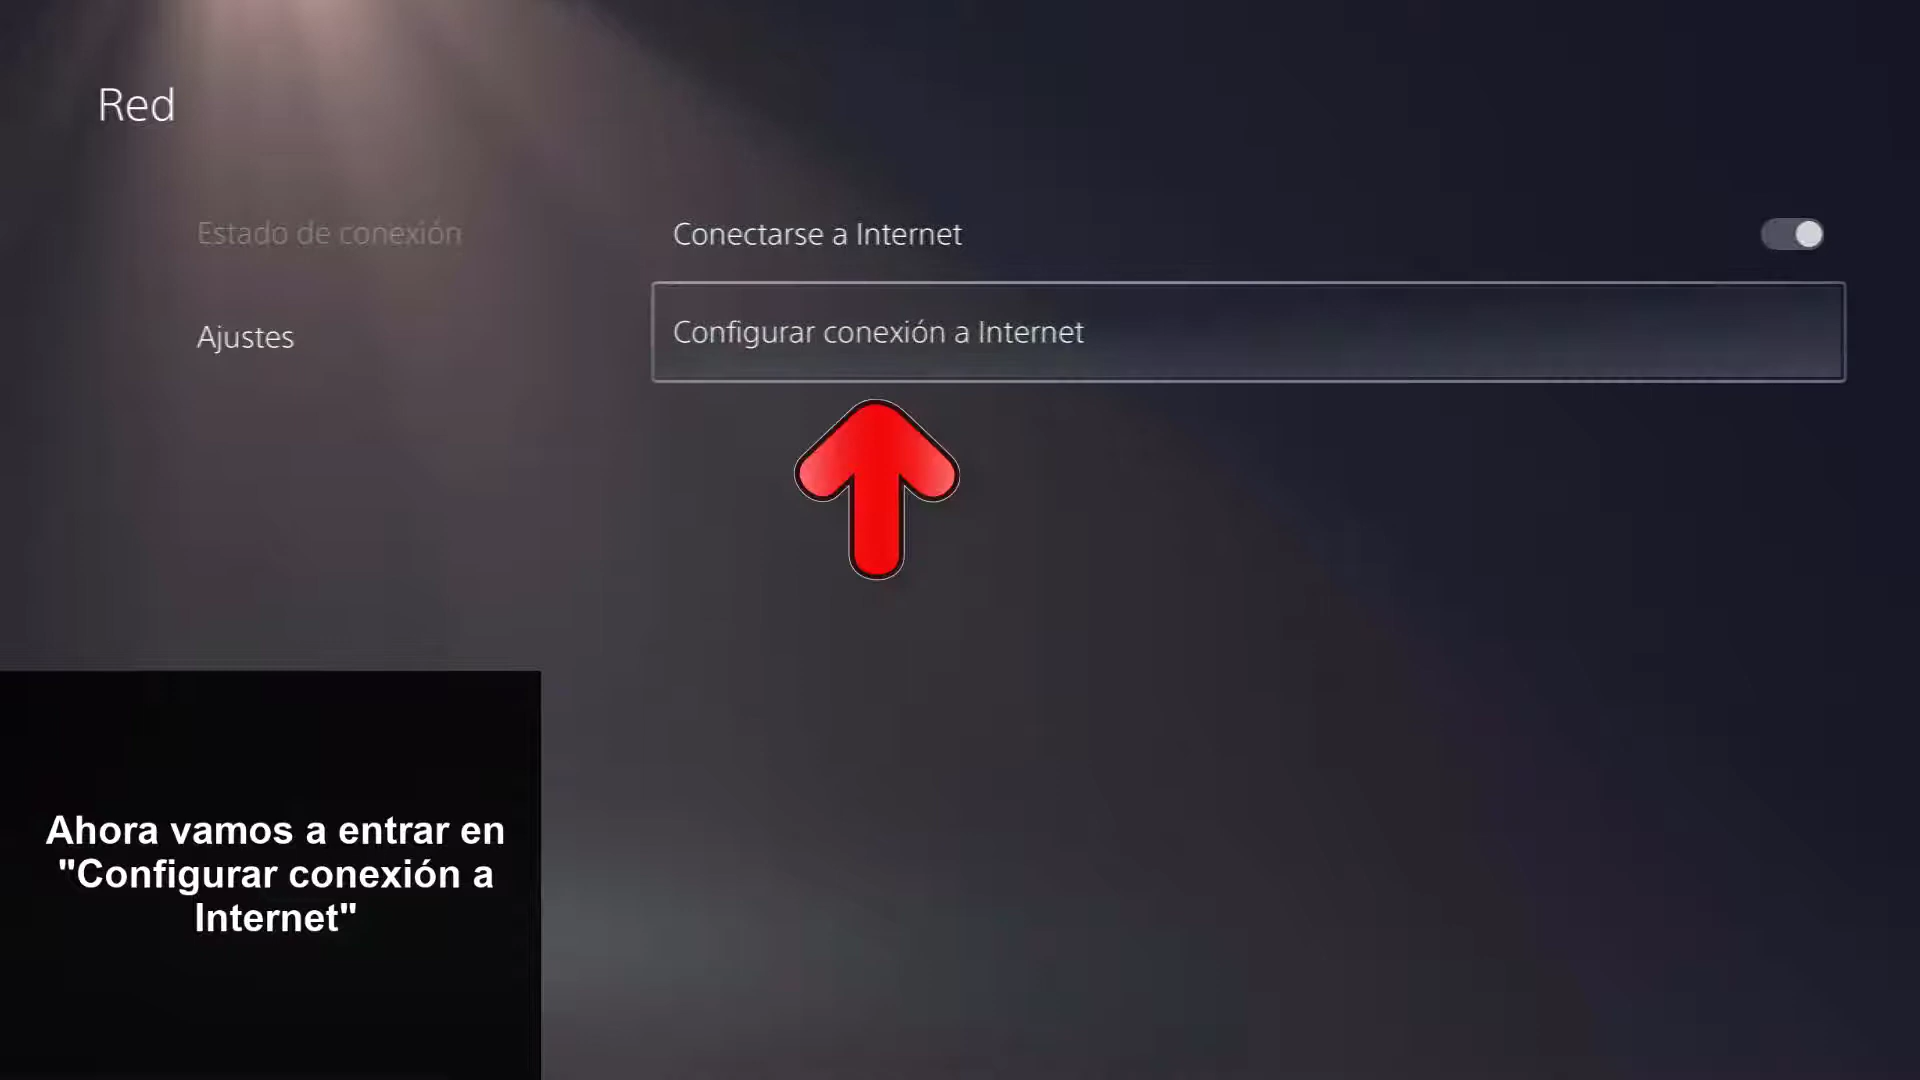 Red
Estado de conexión
Ajustes
Conectarse a Internet
Configurar conexión a Internet
Ahora vamos a entrar en
"Configurar conexión a
Internet"